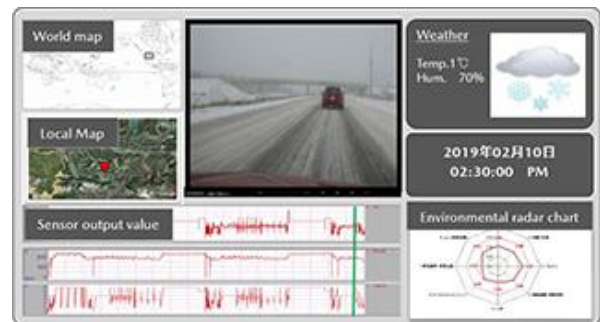 World map
Local Map
Weather
Temp.1℃
Hum. 70%
2019年02月10日
02:30:00 PM
Sensor output value
Environmental radar chart